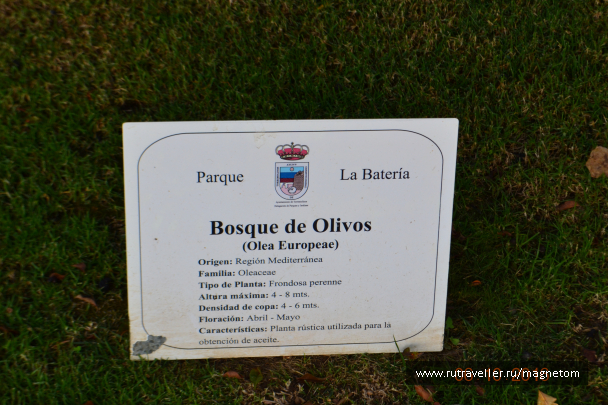 Parque La Batería
Bosque de Olivos
(Olea Europeae)
Origen: Región Mediterránea
Familia: Oleaceae
Tipo de Planta: Frondosa perenne
Altura máxima: 4 - 8 mts.
Densidad de copa: 4 - 6 mts.
Floración: Abril - Mayo
Características: Planta rústica utilizada para la
obtención de aceite.
www.rutraveller.ru/magnetom